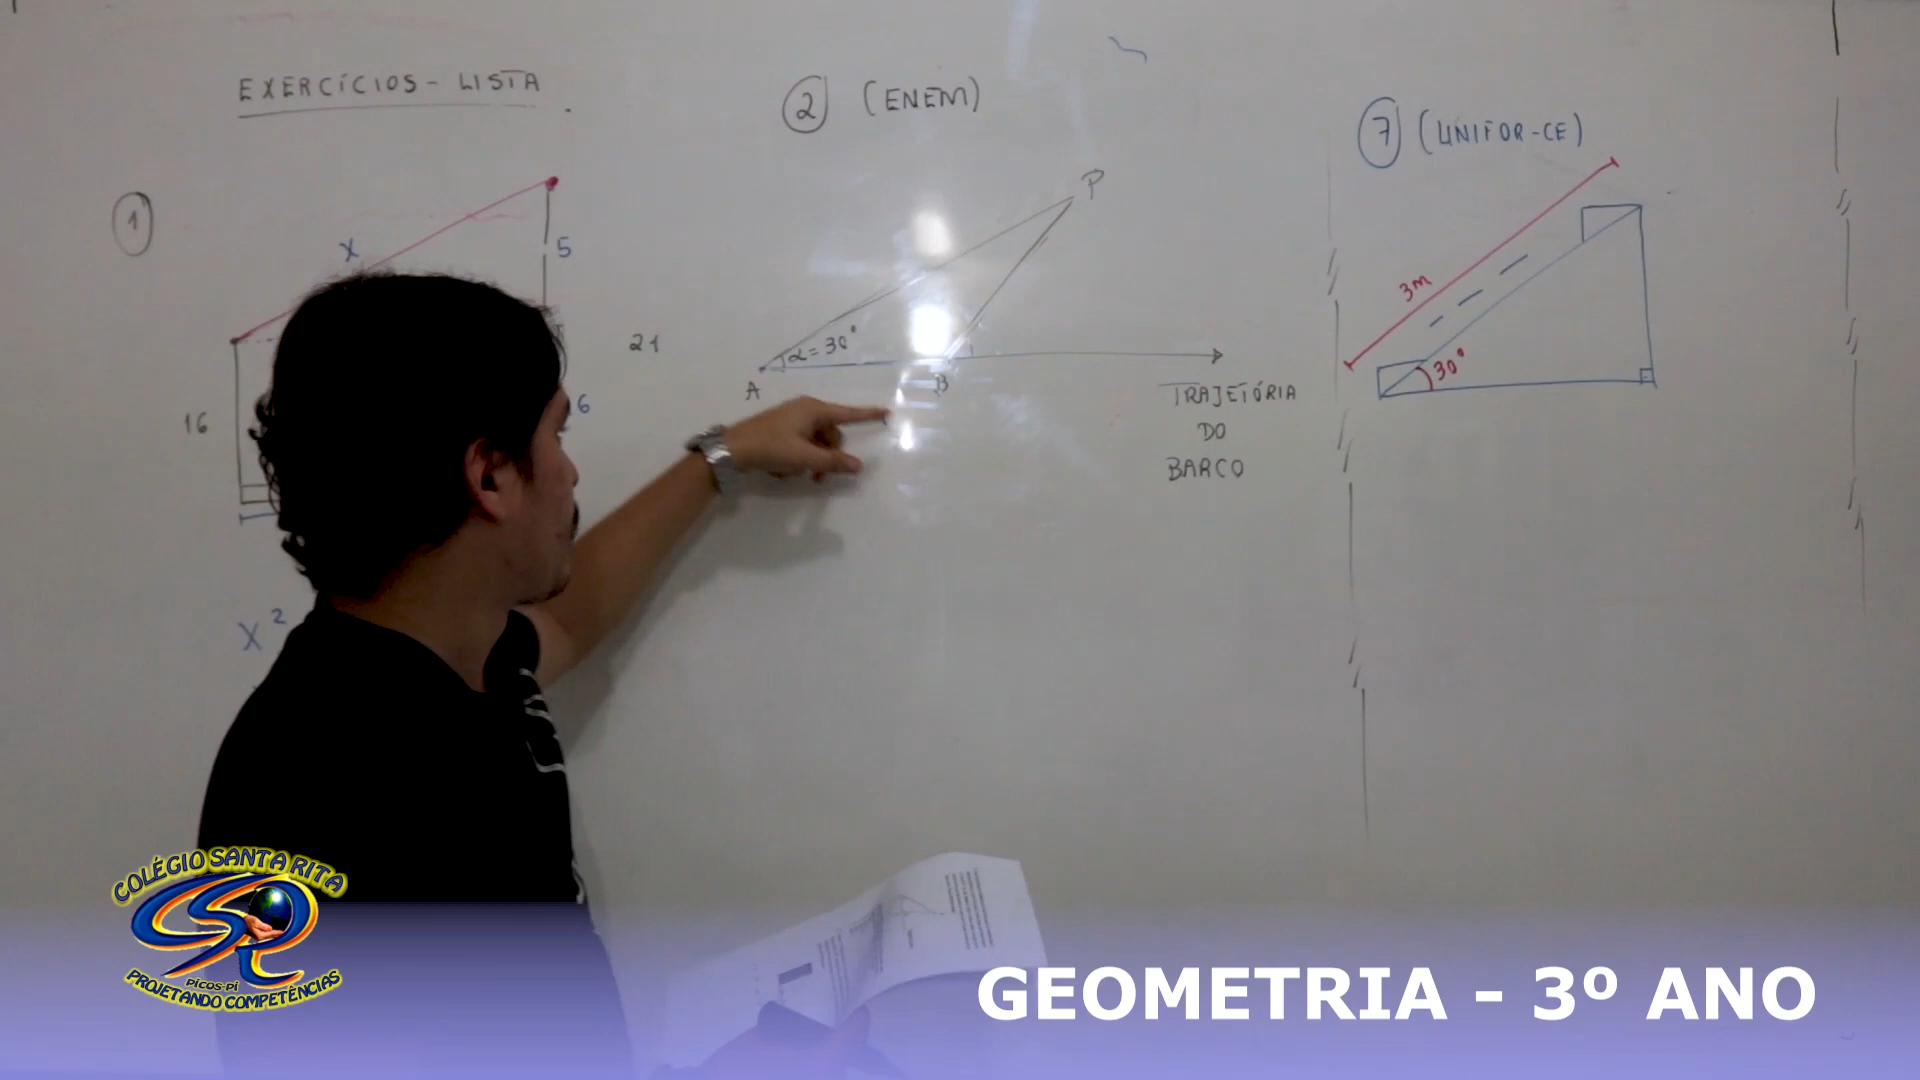 EXERCÍCIOS - LISTA
1
X
5
21
16
6
X²
2 (ENEM)
P
α = 30°
A
B
TRAJETÓRIA
DO
BARCO
7 (UNIFOR-CE)
3m
30°
COLÉGIO SANTA RITA
PICOS-PI
PROJETANDO COMPETÊNCIAS
GEOMETRIA - 3º ANO